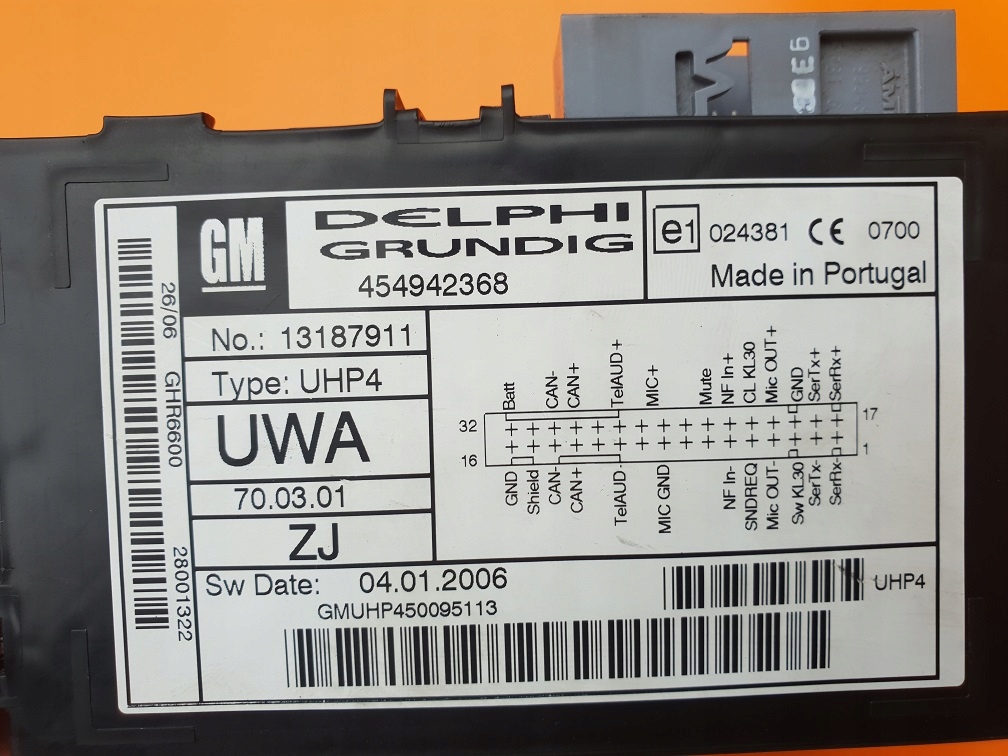 E6
GM
DELPHI
GRUNDIG
454942368
e1 024381 CE 0700
Made in Portugal
26/06 GHR6600 28001322
No.: 13187911
Type: UHP4
UWA
70.03.01
ZJ
Batt CAN- CAN+ TelAUD+ MIC+ Mute NF In+ CL KL30 Mic OUT+ GND SerTx+ SerRx+
32 17
16 1
GND Shield CAN- CAN+ TelAUD- MIC GND NF In- SNDREQ Mic OUT- Sw KL30 SerTx- SerRx-
Sw Date: 04.01.2006
GMUHP450095113
UHP4